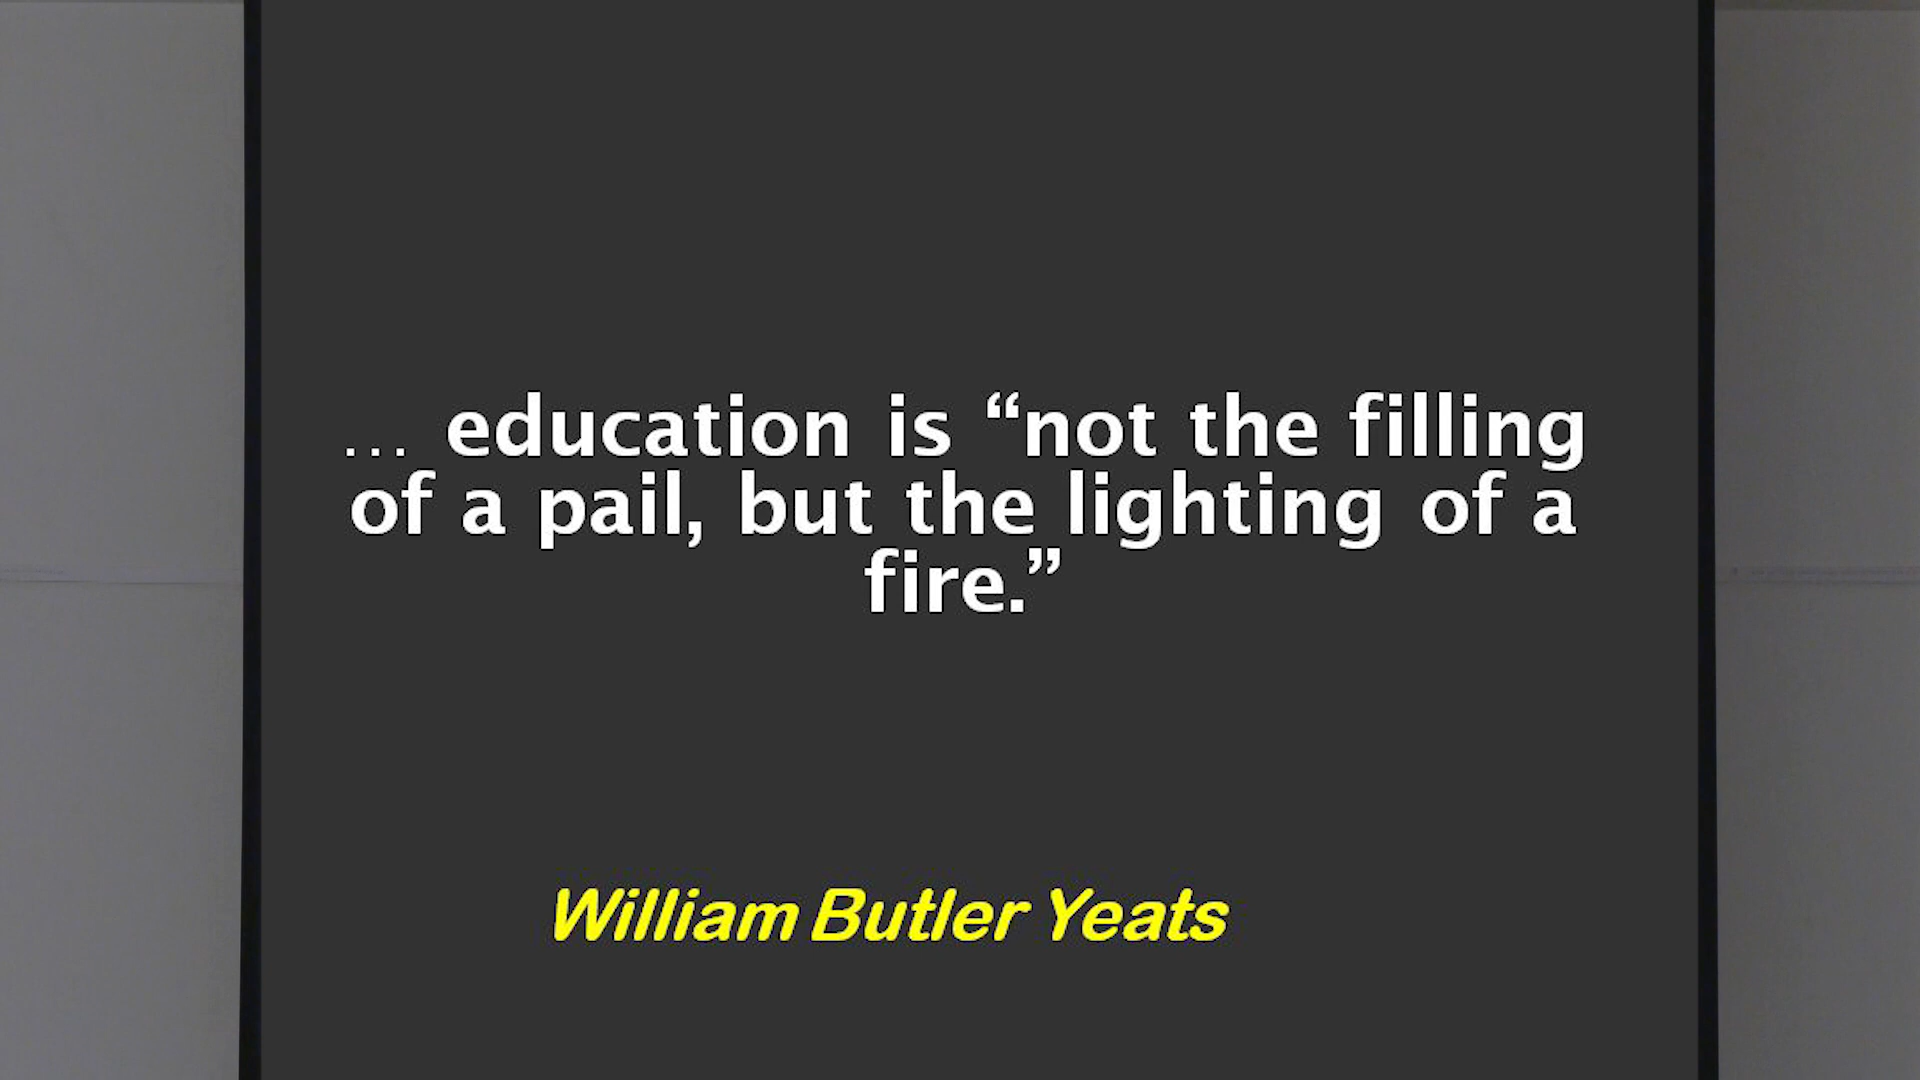 … education is “not the filling
of a pail, but the lighting of a
fire.”
William Butler Yeats